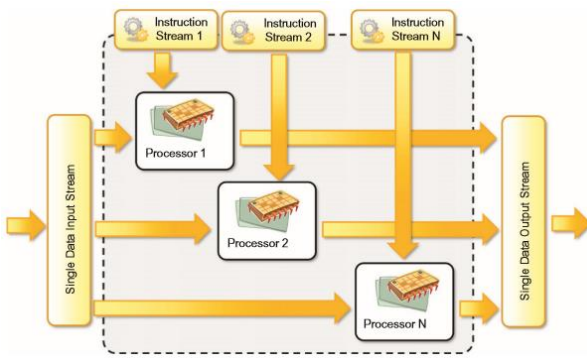 Instruction
Stream 1
Instruction
Stream 2
Instruction
Stream N
Single Data Input Stream
Processor 1
Processor 2
Processor N
Single Data Output Stream